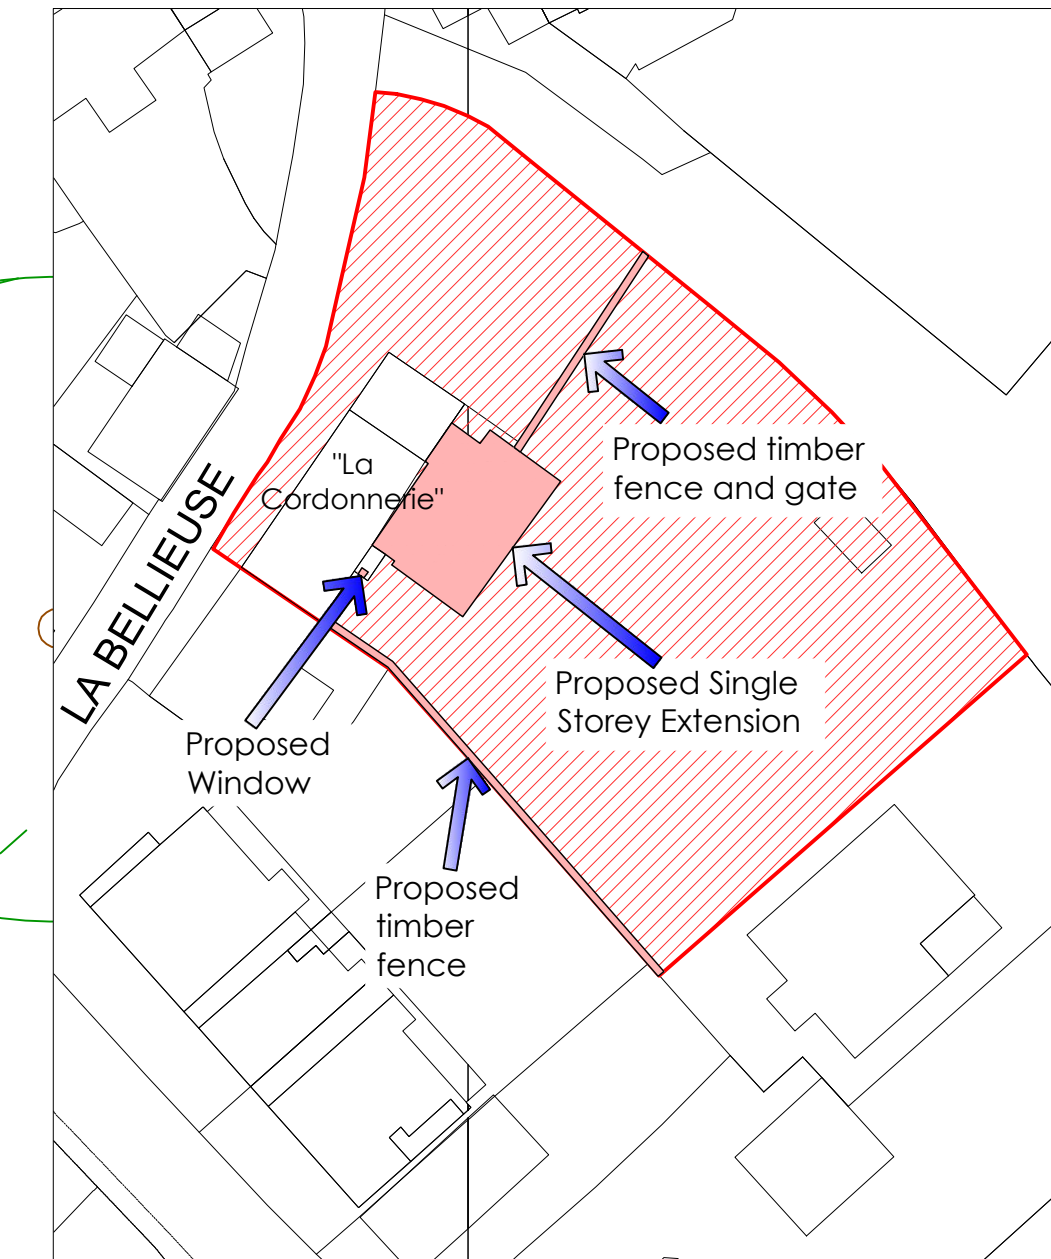 Proposed timber
fence and gate
"La
Cordonnerie"
LA BELLIEUSE
Proposed Single
Storey Extension
Proposed
Window
Proposed
timber
fence